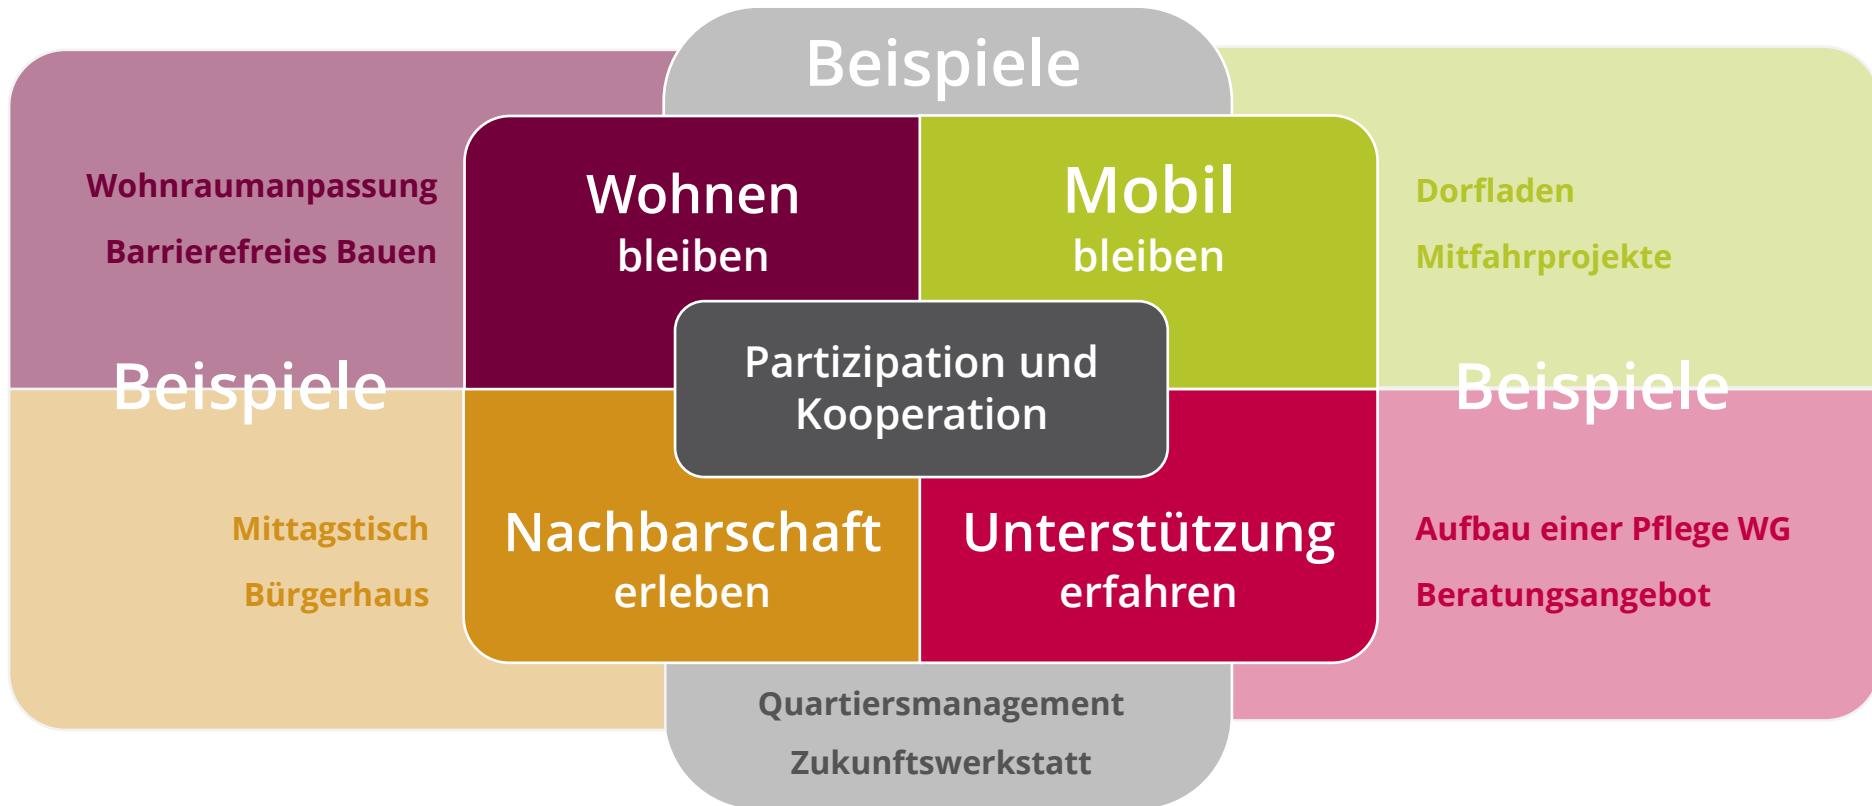 Beispiele
Wohnraumanpassung
Barrierefreies Bauen
Wohnen
bleiben
Mobil
bleiben
Dorfladen
Mitfahrprojekte
Beispiele
Partizipation und
Kooperation
Beispiele
Mittagstisch
Bürgerhaus
Nachbarschaft
erleben
Unterstützung
erfahren
Aufbau einer Pflege WG
Beratungsangebot
Quartiersmanagement
Zukunftswerkstatt